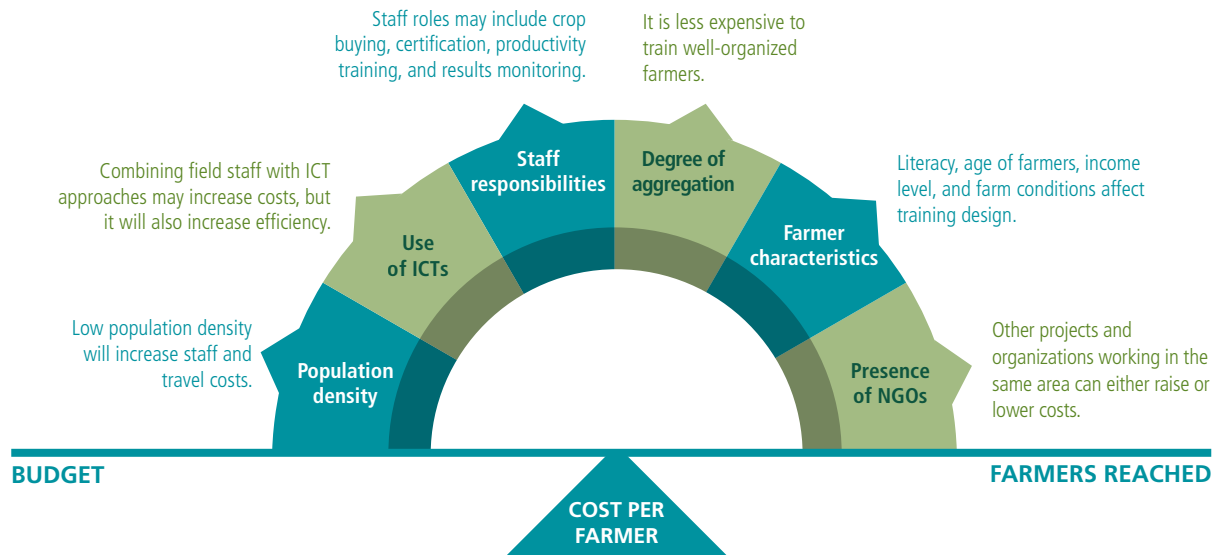 Staff roles may include crop
buying, certification, productivity
training, and results monitoring.
It is less expensive to
train well-organized
farmers.
Combining field staff with ICT
approaches may increase costs, but
it will also increase efficiency.
Staff
responsibilities
Degree of
aggregation
Literacy, age of farmers, income
level, and farm conditions affect
training design.
Use
of ICTs
Farmer
characteristics
Low population density
will increase staff and
travel costs.
Population
density
Presence
of NGOs
Other projects and
organizations working in the
same area can either raise or
lower costs.
BUDGET
FARMERS REACHED
COST PER
FARMER